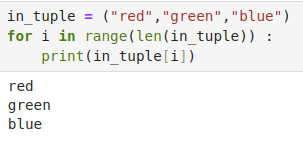 in_tuple = ("red","green","blue")
for i in range(len(in_tuple)) :
    print(in_tuple[i])
red
green
blue